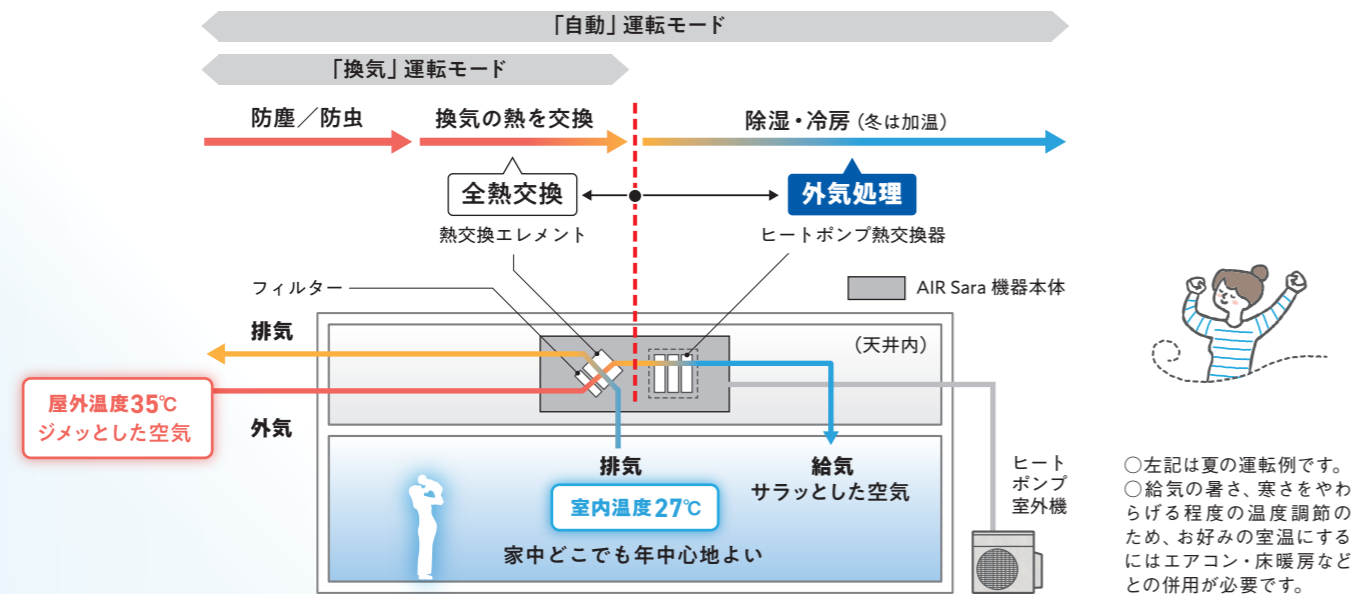 「自動」運転モード
「換気」運転モード
防塵／防虫
換気の熱を交換
除湿・冷房（冬は加温）
全熱交換
外気処理
熱交換エレメント
ヒートポンプ熱交換器
フィルター
AIR Sara 機器本体
排気
（天井内）
屋外温度35℃
ジメッとした空気
外気
排気
室内温度27℃
給気
サラッとした空気
家中どこでも年中心地よい
ヒート
ポンプ
室外機
○左記は夏の運転例です。
○給気の暑さ、寒さをやわ
らげる程度の温度調節の
ため、お好みの室温にする
にはエアコン・床暖房など
との併用が必要です。